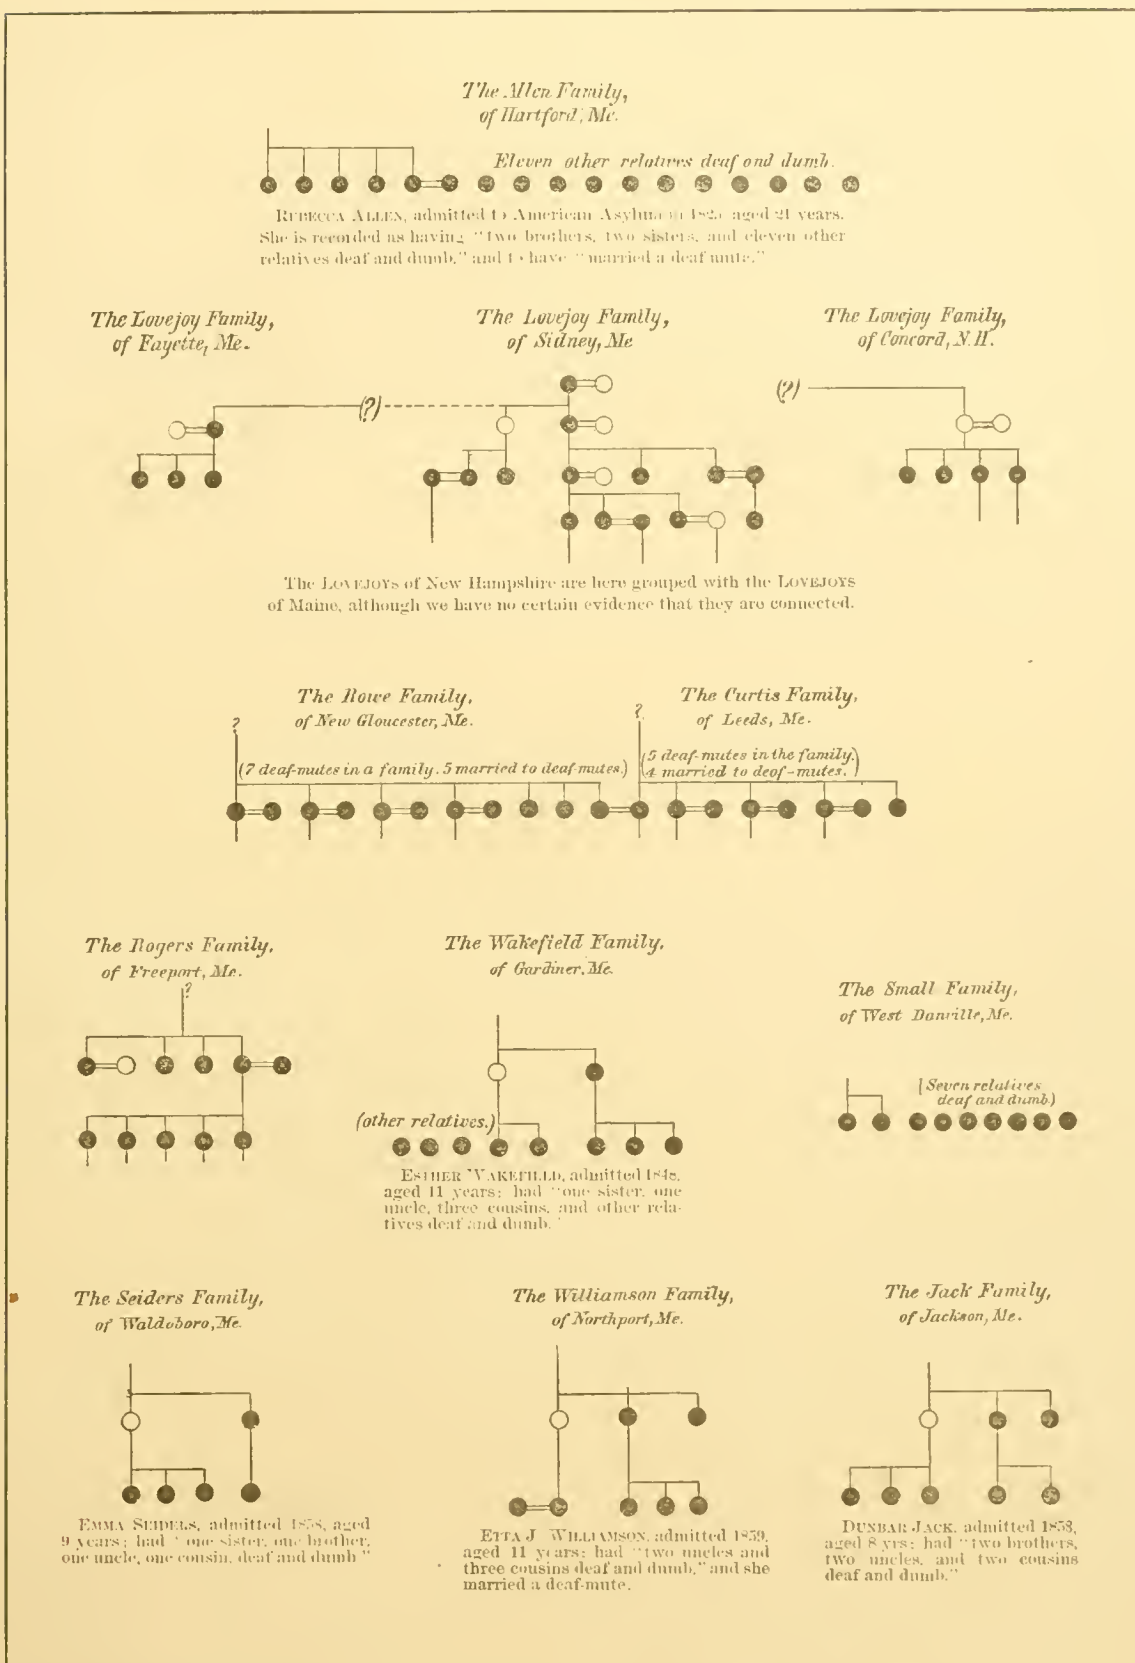 The Allen Family,
of Hartford, Me.
Eleven other relatives deaf and dumb.
REBECCA ALLEN, admitted to American Asylum in 1825 aged 21 years.
She is recorded as having "two brothers, two sisters, and eleven other
relatives deaf and dumb," and to have "married a deaf mute."
The Lovejoy Family,
of Fayette, Me.
The Lovejoy Family,
of Sidney, Me
The Lovejoy Family,
of Concord, N.H.
(?)
(?)
The LOVEJOYS of New Hampshire are here grouped with the LOVEJOYS
of Maine, although we have no certain evidence that they are connected.
The Rowe Family,
of New Gloucester, Me.
The Curtis Family,
of Leeds, Me.
?
?
(7 deaf-mutes in a family. 5 married to deaf-mutes.)
(5 deaf-mutes in the family.)
(4 married to deaf-mutes.)
The Rogers Family,
of Freeport, Me.
?
The Wakefield Family,
of Gardiner, Me.
The Small Family,
of West Danville, Me.
(Seven relatives
deaf and dumb.)
(other relatives.)
ESTHER WAKEFIELD, admitted
aged 11 years; had "one sister, one
uncle, three cousins, and other rela-
tives deaf and dumb."
The Seiders Family,
of Waldoboro, Me.
The Williamson Family,
of Northport, Me.
The Jack Family,
of Jackson, Me.
EMMA SEIDERS, admitted aged
9 years; had "one sister, one brother,
one uncle, one cousin, deaf and dumb"
ETTA J WILLIAMSON, admitted 1859,
aged 11 years; had "two uncles and
three cousins deaf and dumb," and she
married a deaf-mute.
DUNBAR JACK, admitted 1853,
aged 8 yrs; had "two brothers,
two uncles, and two cousins
deaf and dumb."